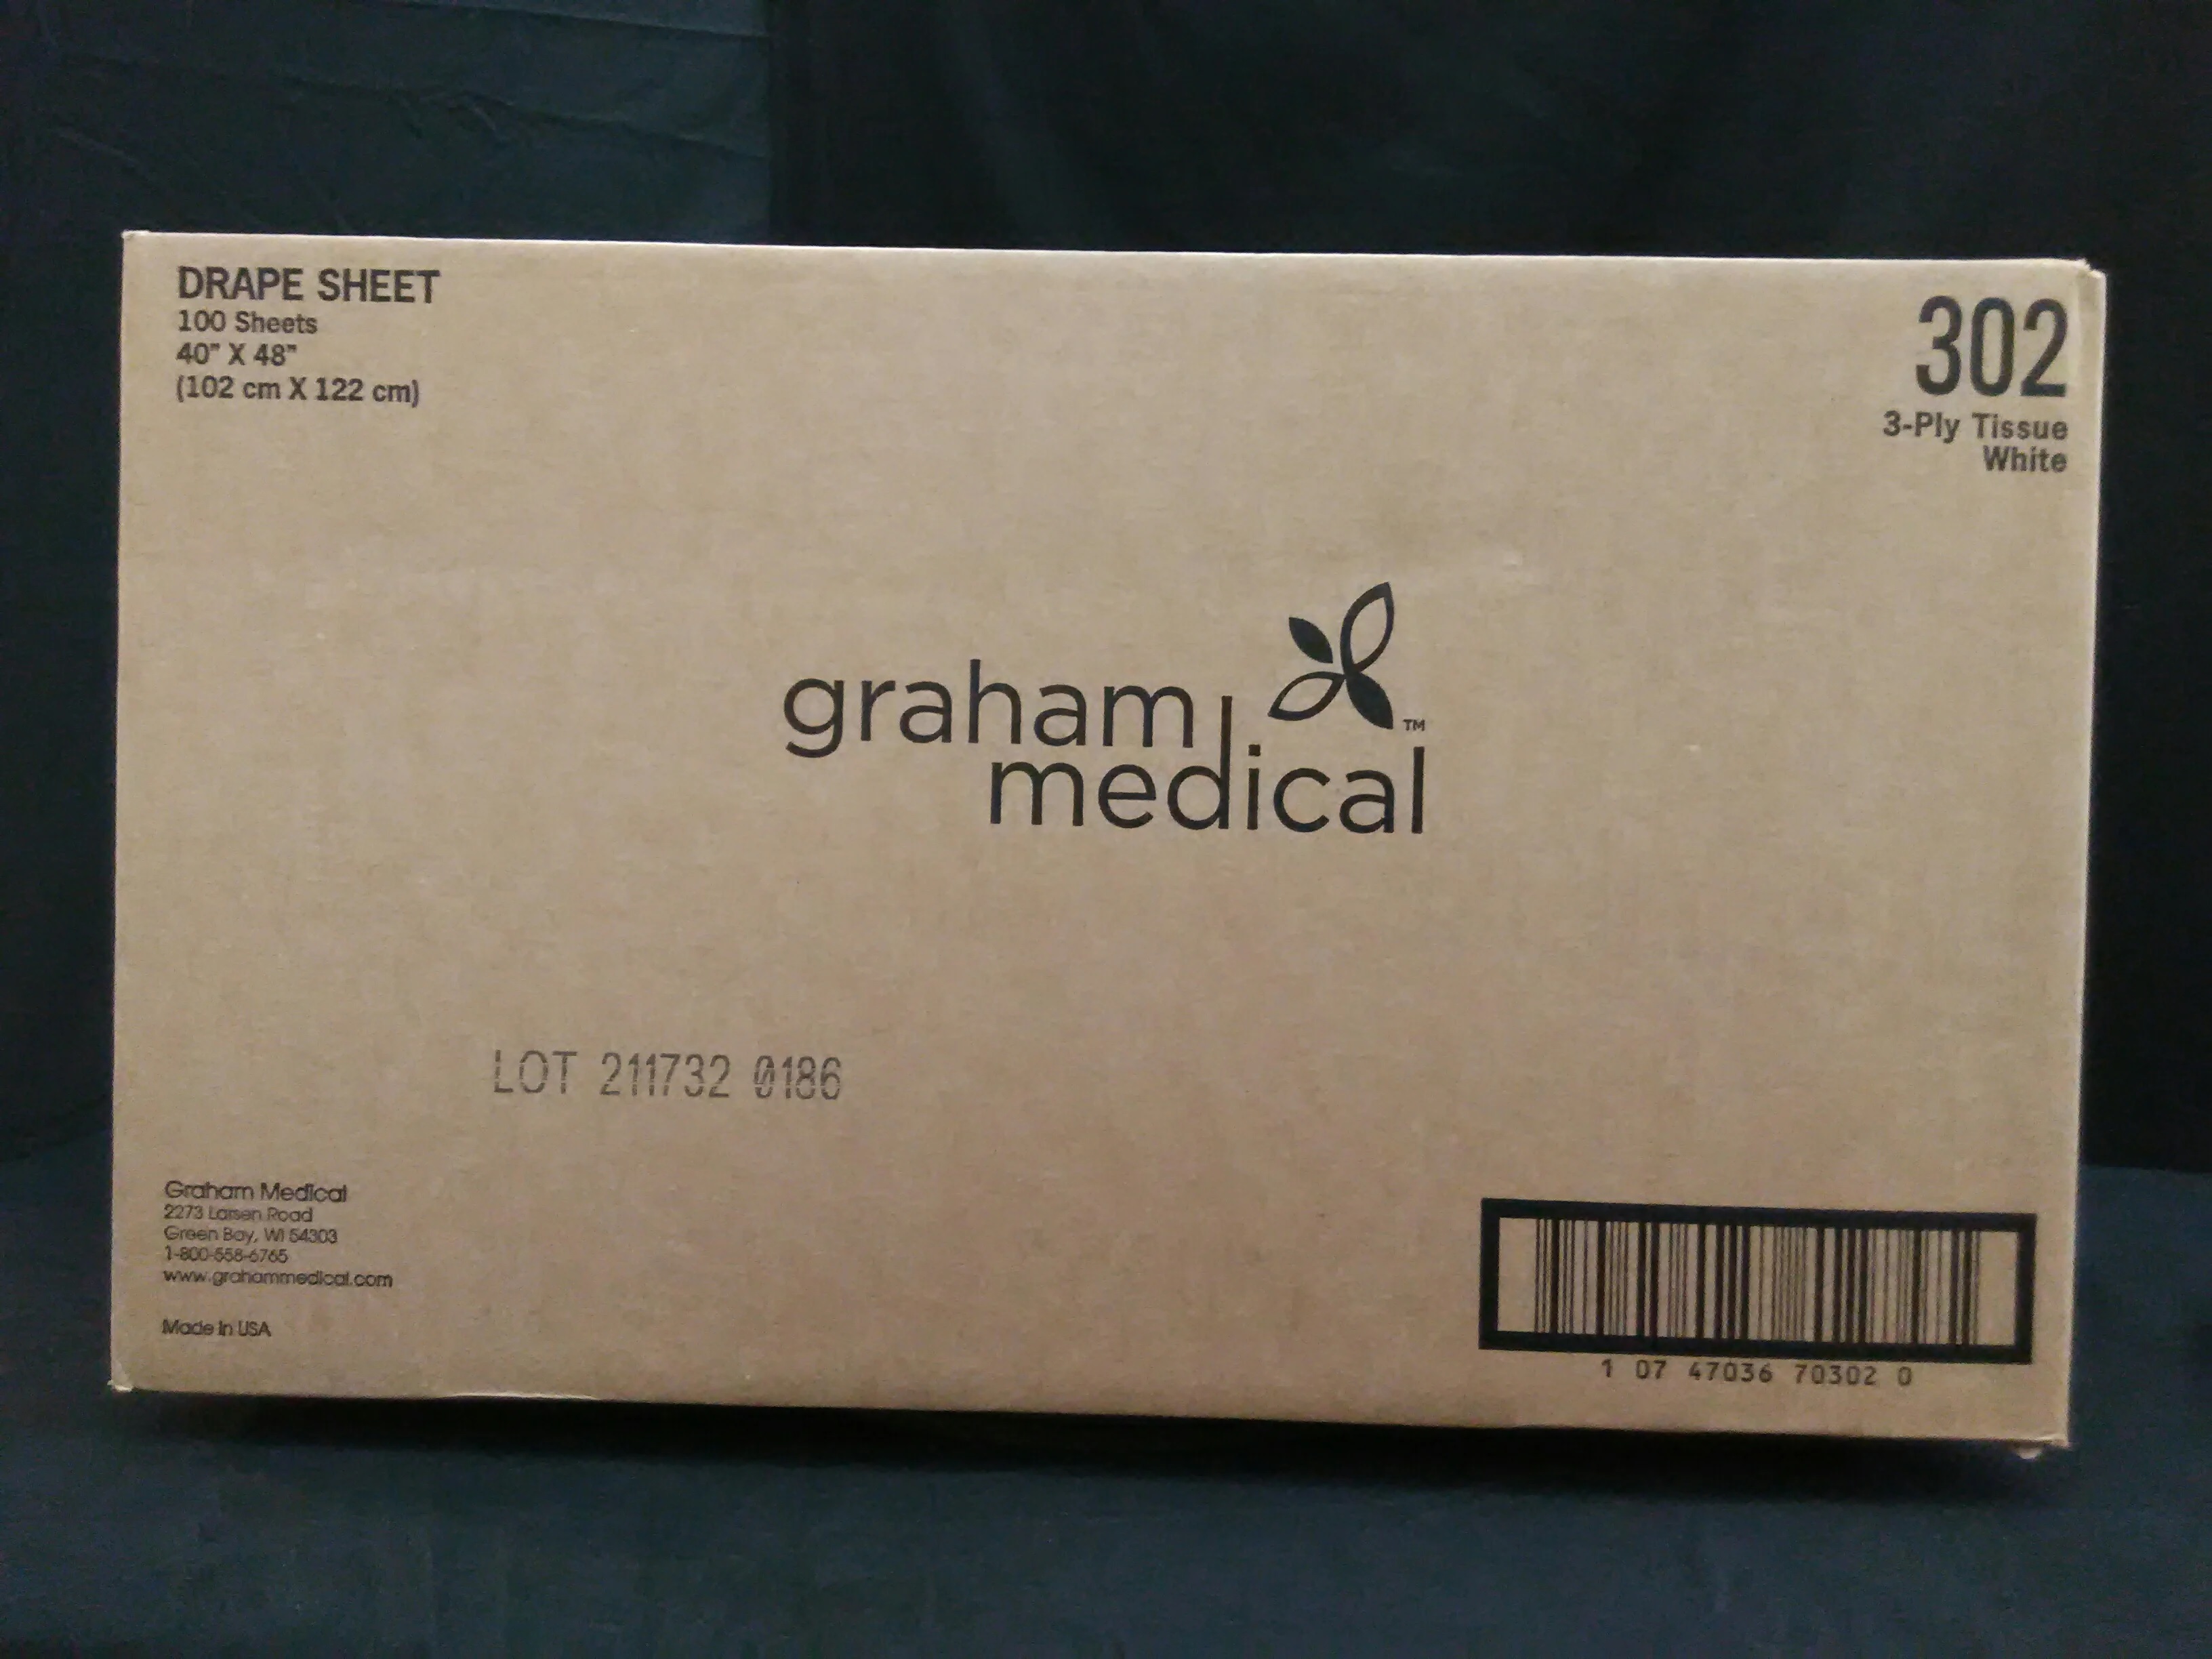 DRAPE SHEET
100 Sheets
40" X 48"
(102 cm X 122 cm)
302
3-Ply Tissue
White
graham
medical
TM
LOT 211732 0186
Graham Medical
2273 Larsen Road
Green Bay, WI 54303
1-800-558-6765
www.grahammedical.com
Made In USA
1 07 47036 70302 0